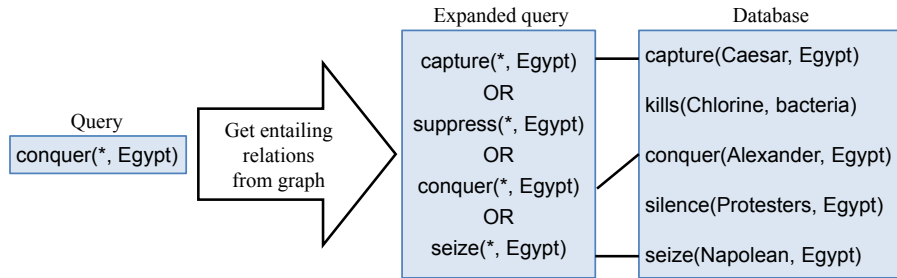 Query
conquer(*, Egypt)
Get entailing
relations
from graph
Expanded query
capture(*, Egypt)
OR
suppress(*, Egypt)
OR
conquer(*, Egypt)
OR
seize(*, Egypt)
Database
capture(Caesar, Egypt)
kills(Chlorine, bacteria)
conquer(Alexander, Egypt)
silence(Protesters, Egypt)
seize(Napolean, Egypt)